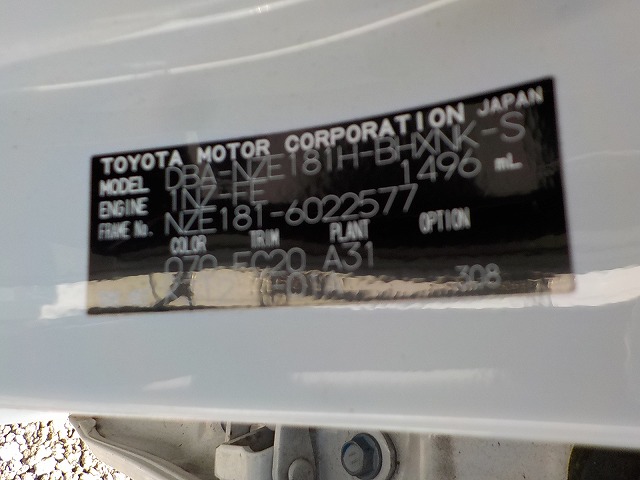 TOYOTA MOTOR CORPORATION JAPAN
MODEL DBA-NZE181H-BHXNK-S
ENGINE 1NZ-FE 1496 mL
FRAME No. NZE181-6022577
COLOR TRIM PLANT OPTION
070 FC20 A31
308